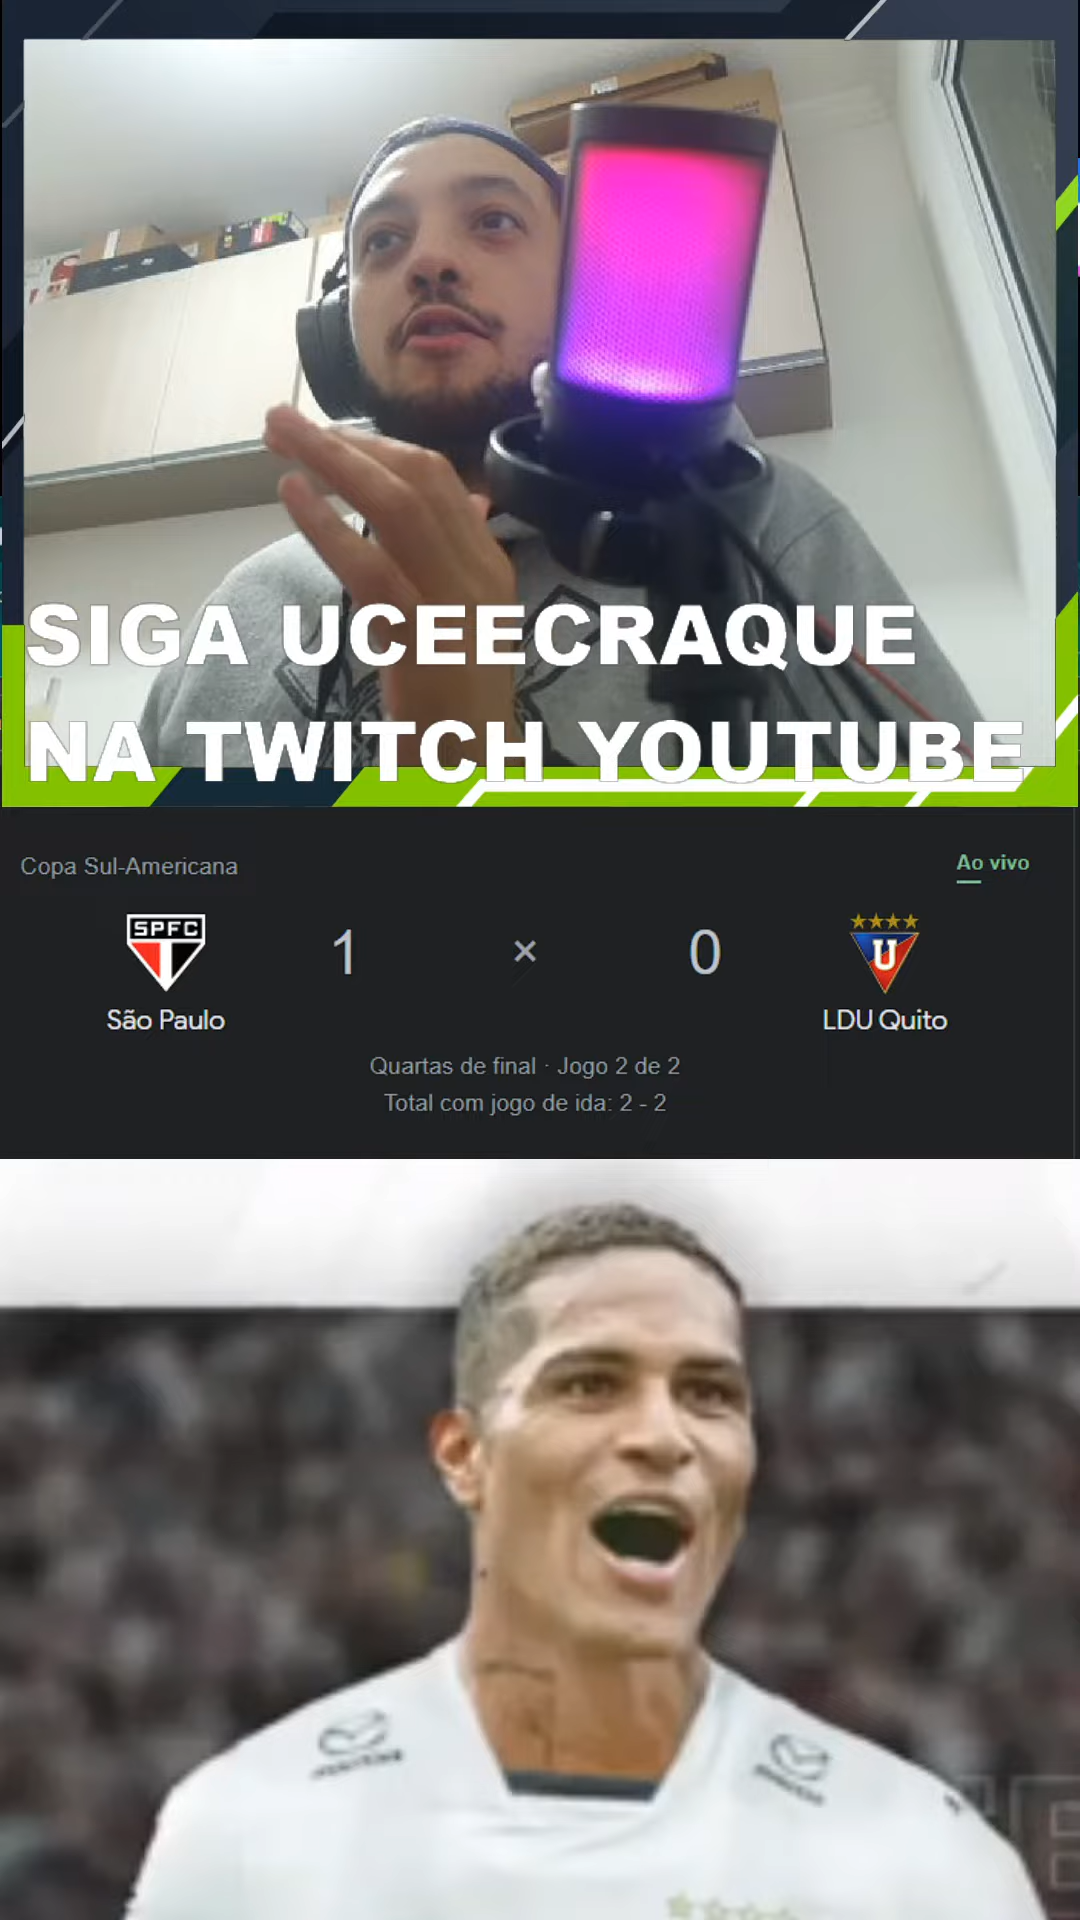 SIGA UCEECRAQUE
NA TWITCH YOUTUBE
Copa Sul-Americana
Ao vivo
SPFC
1 × 0
U
São Paulo
LDU Quito
Quartas de final · Jogo 2 de 2
Total com jogo de ida: 2 - 2